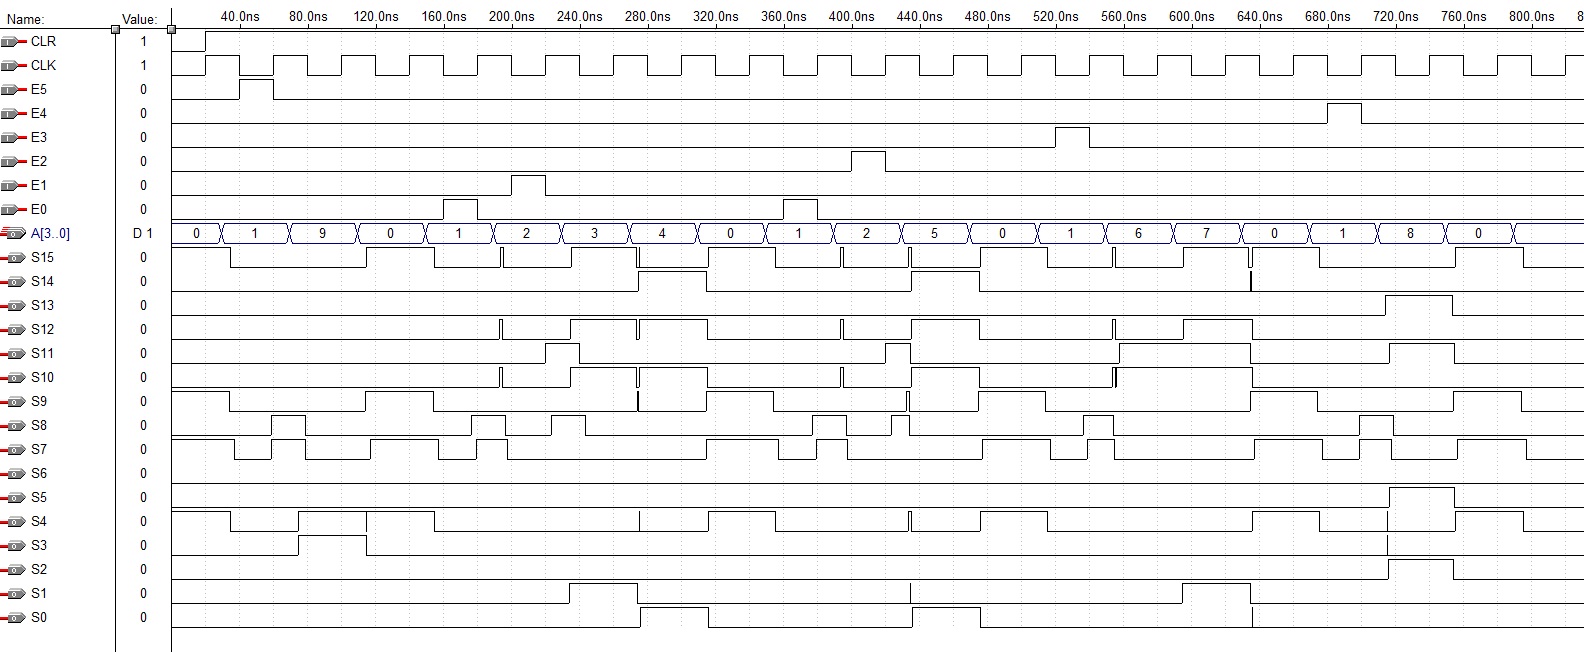 Name: Value: 40.0ns 80.0ns 120.0ns 160.0ns 200.0ns 240.0ns 280.0ns 320.0ns 360.0ns 400.0ns 440.0ns 480.0ns 520.0ns 560.0ns 600.0ns 640.0ns 680.0ns 720.0ns 760.0ns 800.0ns 8
CLR 1
CLK 1
E5 0
E4 0
E3 0
E2 0
E1 0
E0 0
A[3..0] D 1 0 1 9 0 1 2 3 4 0 1 2 5 0 1 6 7 0 1 8 0
S15 0
S14 0
S13 0
S12 0
S11 0
S10 0
S9 0
S8 0
S7 0
S6 0
S5 0
S4 0
S3 0
S2 0
S1 0
S0 0